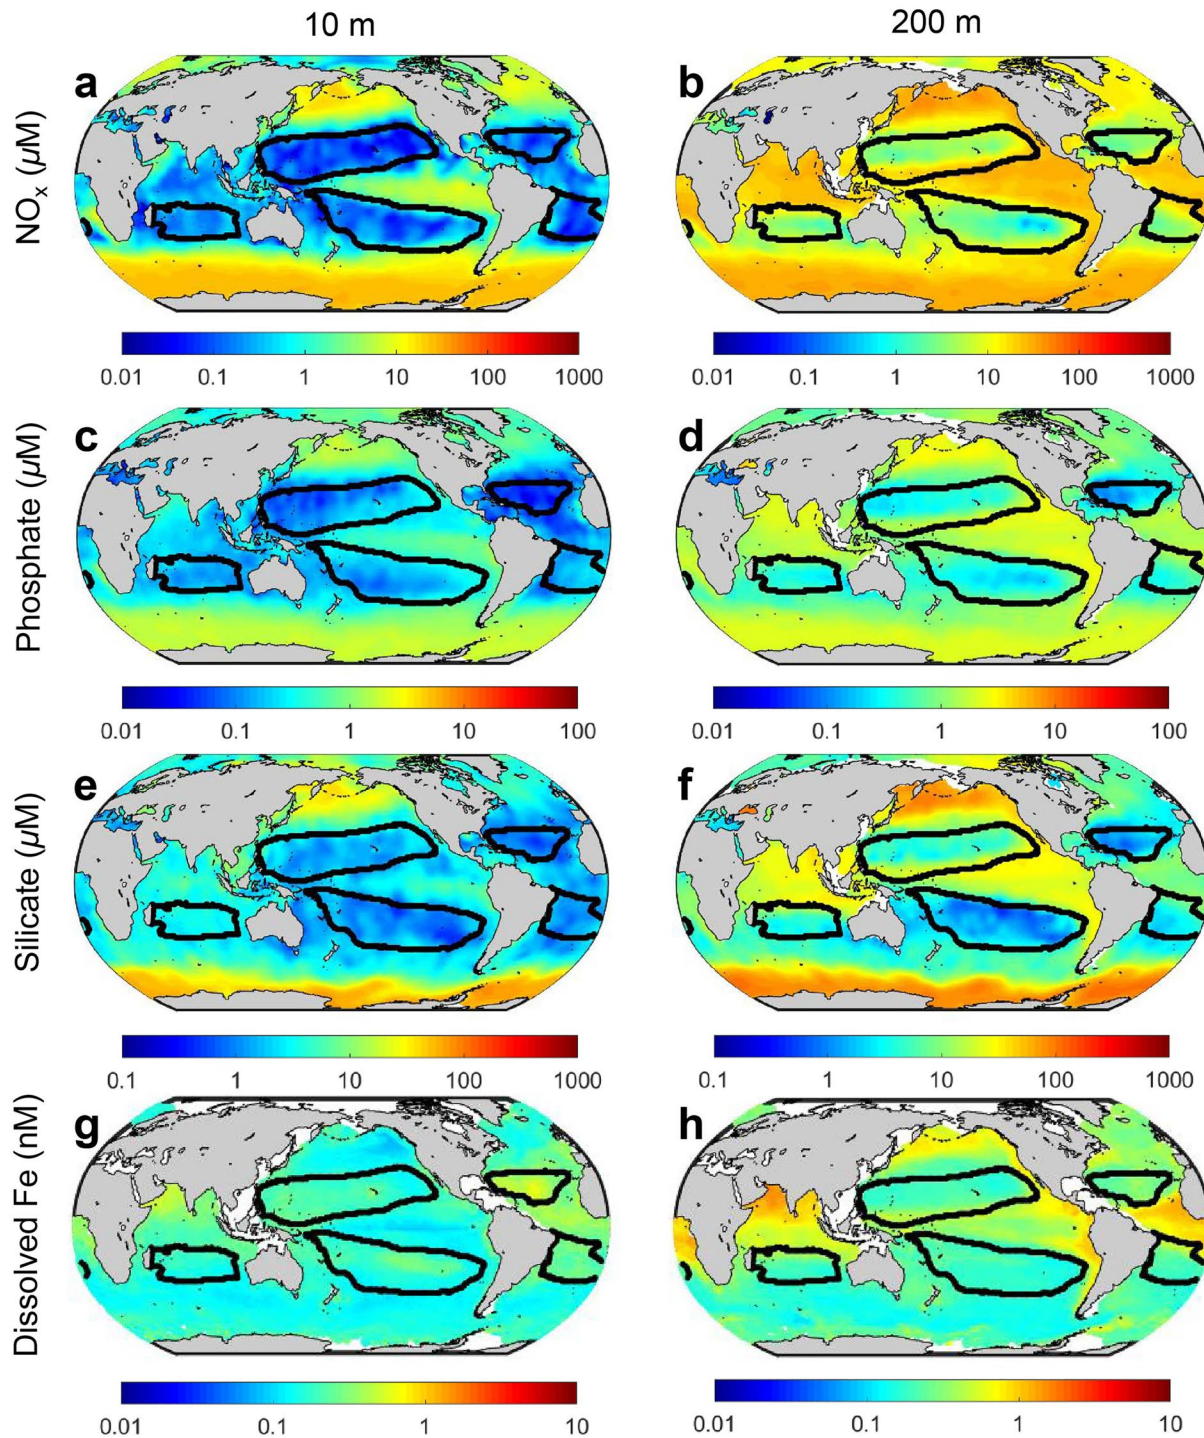 10 m 200 m
a b
NOx (µM)
0.01 0.1 1 10 100 1000 0.01 0.1 1 10 100 1000
c d
Phosphate (µM)
0.01 0.1 1 10 100 0.01 0.1 1 10 100
e f
Silicate (µM)
0.1 1 10 100 1000 0.1 1 10 100 1000
g h
Dissolved Fe (nM)
0.01 0.1 1 10 0.01 0.1 1 10